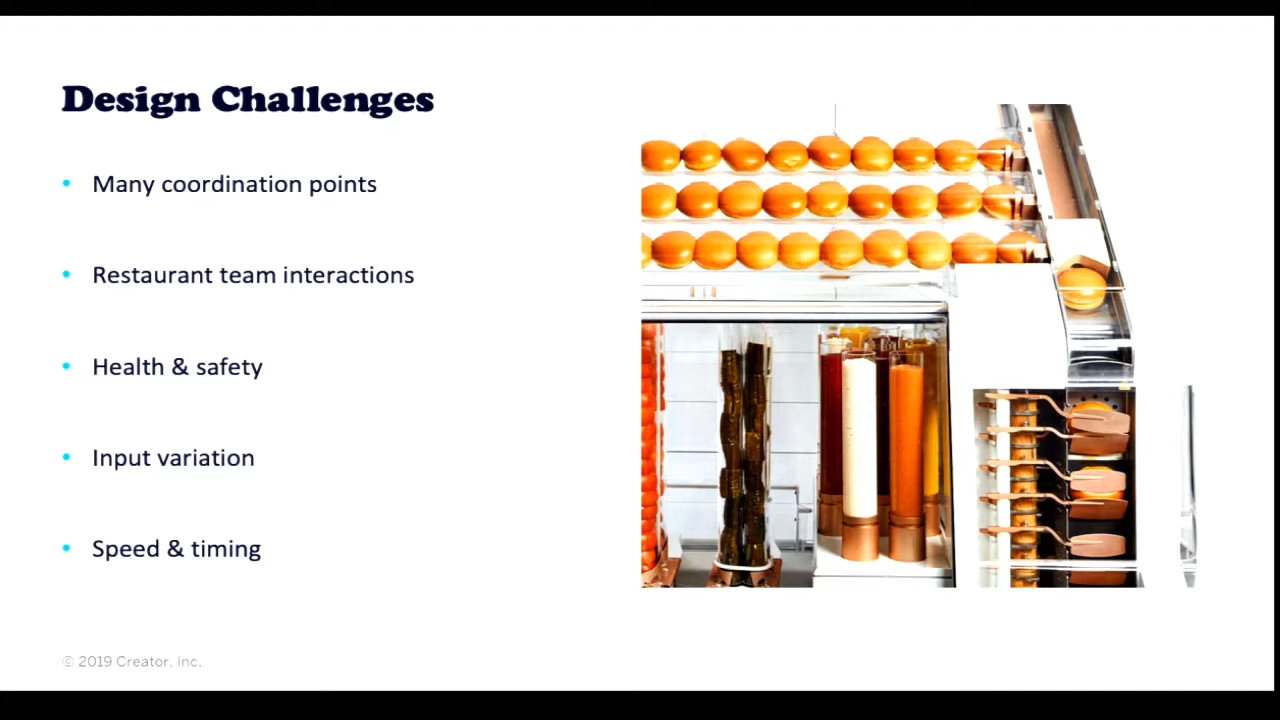 Design Challenges
• Many coordination points
• Restaurant team interactions
• Health & safety
• Input variation
• Speed & timing
© 2019 Creator, Inc.